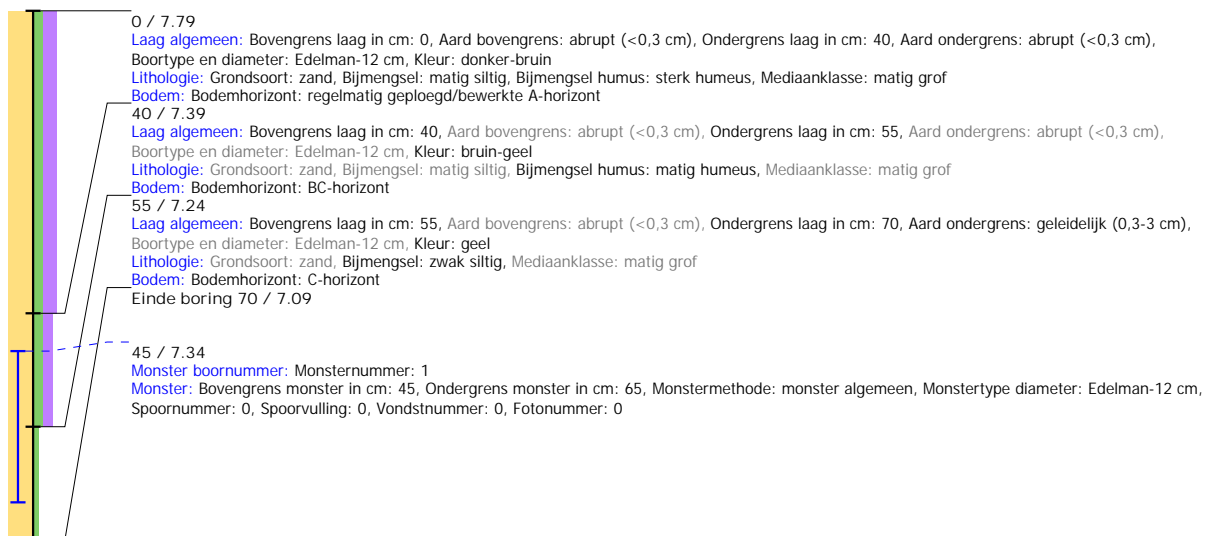 0 / 7.79
Laag algemeen: Bovengrens laag in cm: 0, Aard bovengrens: abrupt (<0,3 cm), Ondergrens laag in cm: 40, Aard ondergrens: abrupt (<0,3 cm),
Boortype en diameter: Edelman-12 cm, Kleur: donker-bruin
Lithologie: Grondsoort: zand, Bijmengsel: matig siltig, Bijmengsel humus: sterk humeus, Mediaanklasse: matig grof
Bodem: Bodemhorizont: regelmatig geploegd/bewerkte A-horizont
40 / 7.39
Laag algemeen: Bovengrens laag in cm: 40, Aard bovengrens: abrupt (<0,3 cm), Ondergrens laag in cm: 55, Aard ondergrens: abrupt (<0,3 cm),
Boortype en diameter: Edelman-12 cm, Kleur: bruin-geel
Lithologie: Grondsoort: zand, Bijmengsel: matig siltig, Bijmengsel humus: matig humeus, Mediaanklasse: matig grof
Bodem: Bodemhorizont: BC-horizont
55 / 7.24
Laag algemeen: Bovengrens laag in cm: 55, Aard bovengrens: abrupt (<0,3 cm), Ondergrens laag in cm: 70, Aard ondergrens: geleidelijk (0,3-3 cm),
Boortype en diameter: Edelman-12 cm, Kleur: geel
Lithologie: Grondsoort: zand, Bijmengsel: zwak siltig, Mediaanklasse: matig grof
Bodem: Bodemhorizont: C-horizont
Einde boring 70 / 7.09
45 / 7.34
Monster boornummer: Monsternummer: 1
Monster: Bovengrens monster in cm: 45, Ondergrens monster in cm: 65, Monstermethode: monster algemeen, Monstertype diameter: Edelman-12 cm,
Spoornummer: 0, Spoorvulling: 0, Vondstnummer: 0, Fotonummer: 0